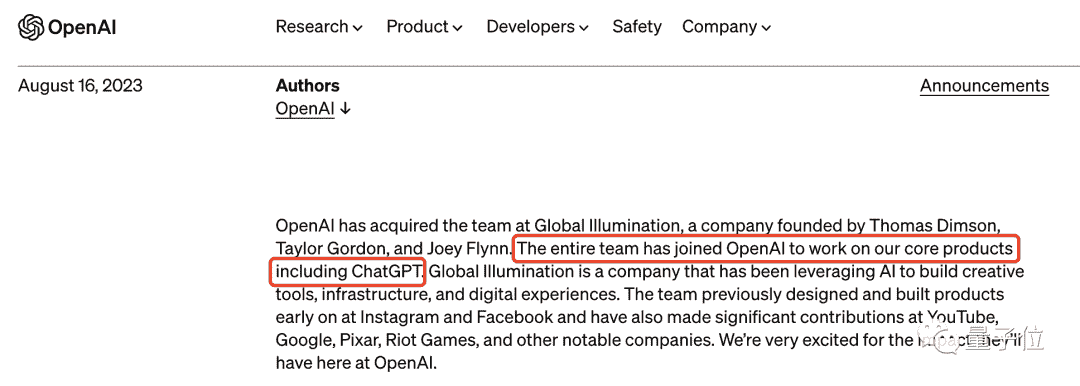 OpenAI
Research Product Developers Safety Company
August 16, 2023
Authors
Announcements
OpenAI ↓
OpenAI has acquired the team at Global Illumination, a company founded by Thomas Dimson,
Taylor Gordon, and Joey Flynn. The entire team has joined OpenAI to work on our core products
including ChatGPT. Global Illumination is a company that has been leveraging AI to build creative
tools, infrastructure, and digital experiences. The team previously designed and built products
early on at Instagram and Facebook and have also made significant contributions at YouTube,
Google, Pixar, Riot Games, and other notable companies. We’re very excited for the impact they’ll
have here at OpenAI.
量子位